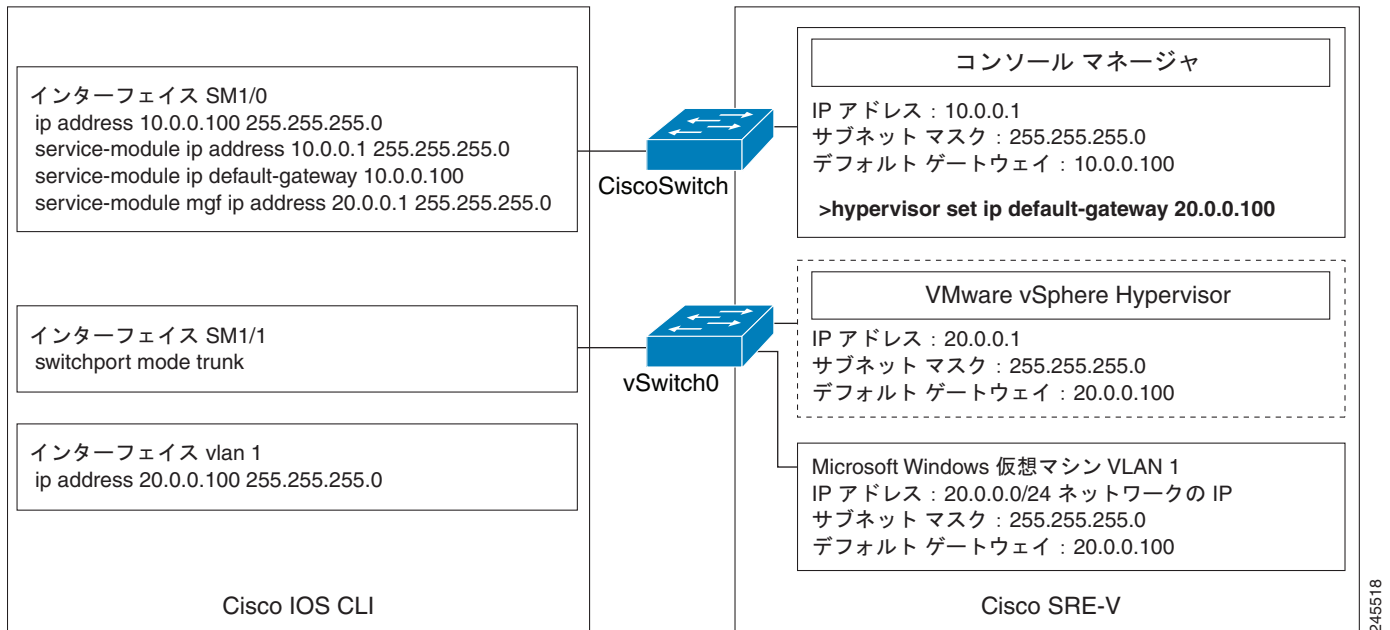 インターフェイス SM1/0
ip address 10.0.0.100 255.255.255.0
service-module ip address 10.0.0.1 255.255.255.0
service-module ip default-gateway 10.0.0.100
service-module mgf ip address 20.0.0.1 255.255.255.0
インターフェイス SM1/1
switchport mode trunk
インターフェイス vlan 1
ip address 20.0.0.100 255.255.255.0
Cisco IOS CLI
CiscoSwitch
vSwitch0
コンソール マネージャ
IP アドレス：10.0.0.1
サブネット マスク：255.255.255.0
デフォルト ゲートウェイ：10.0.0.100
>hypervisor set ip default-gateway 20.0.0.100
VMware vSphere Hypervisor
IP アドレス：20.0.0.1
サブネット マスク：255.255.255.0
デフォルト ゲートウェイ：20.0.0.100
Microsoft Windows 仮想マシン VLAN 1
IP アドレス：20.0.0.0/24 ネットワークの IP
サブネット マスク：255.255.255.0
デフォルト ゲートウェイ：20.0.0.100
Cisco SRE-V
245518